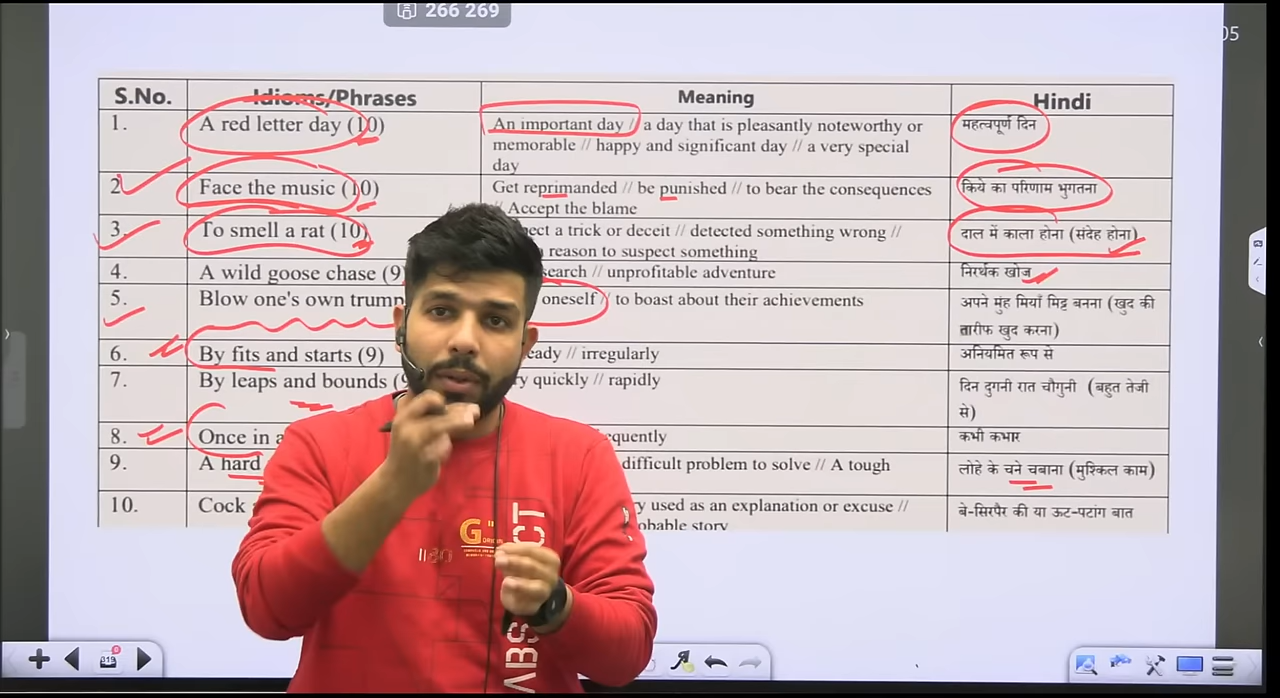 266 269
05
S.No. Idioms/Phrases Meaning Hindi
1. A red letter day (10) An important day // a day that is pleasantly noteworthy or महत्वपूर्ण दिन
memorable // happy and significant day // a very special
day
2 Face the music (10) Get reprimanded // be punished // to bear the consequences किये का परिणाम भुगतना
// Accept the blame
3. To smell a rat (10) ect a trick or deceit // detected something wrong // दाल में काला होना (संदेह होना)
reason to suspect something
4. A wild goose chase (9) search // unprofitable adventure निरर्थक खोज
5. Blow one's own trump oneself / to boast about their achievements अपने मुंह मियाँ मिट्ठू बनना (खुद की
तारीफ खुद करना)
6. By fits and starts (9) eady // irregularly अनियमित रूप से
7. By leaps and bounds ry quickly // rapidly दिन दुगनी रात चौगुनी (बहुत तेजी
से)
8. Once in a equently कभी कभार
9. A hard difficult problem to solve // A tough लोहे के चने चबाना (मुश्किल काम)
10. Cock ry used as an explanation or excuse // बे-सिरपैर की या ऊट-पटांग बात
obable story
G
ABS CT
319